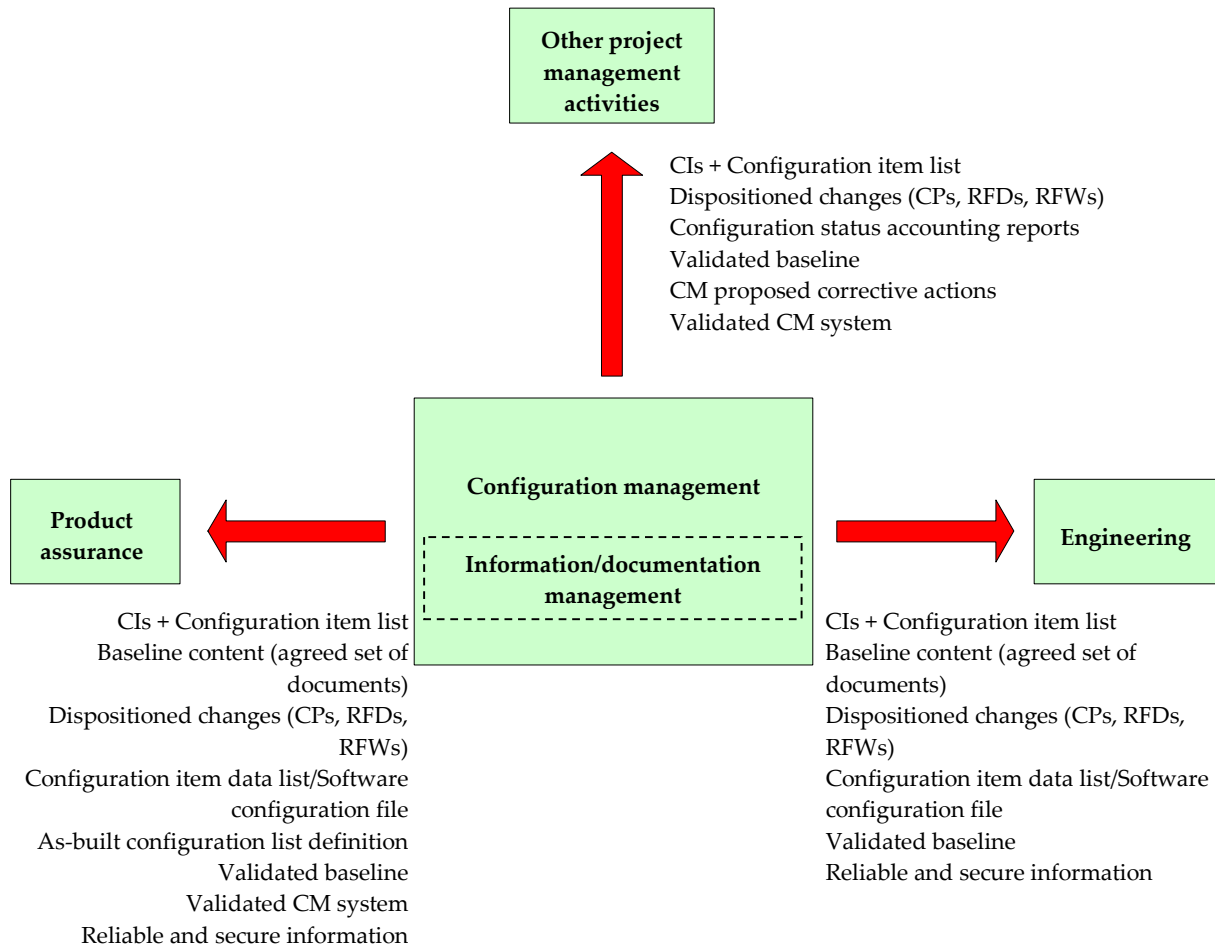 Other project
management
activities
CIs + Configuration item list
Dispositioned changes (CPs, RFDs, RFWs)
Configuration status accounting reports
Validated baseline
CM proposed corrective actions
Validated CM system
Configuration management
Information/documentation
management
Product
assurance
Engineering
CIs + Configuration item list
Baseline content (agreed set of
documents)
Dispositioned changes (CPs, RFDs,
RFWs)
Configuration item data list/Software
configuration file
As-built configuration list definition
Validated baseline
Validated CM system
Reliable and secure information
CIs + Configuration item list
Baseline content (agreed set of
documents)
Dispositioned changes (CPs, RFDs,
RFWs)
Configuration item data list/Software
configuration file
Validated baseline
Reliable and secure information